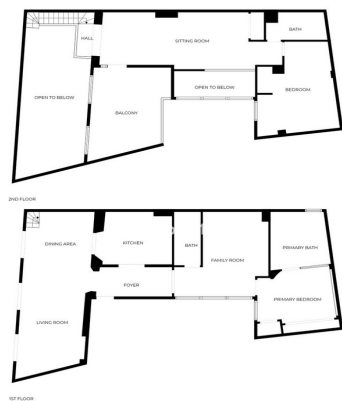 BATH
HALL
SITTING ROOM
OPEN TO BELOW
BEDROOM
OPEN TO BELOW
BALCONY
2ND FLOOR
DINING AREA
KITCHEN
BATH
FAMILY ROOM
PRIMARY BATH
FOYER
PRIMARY BEDROOM
LIVING ROOM
1ST FLOOR